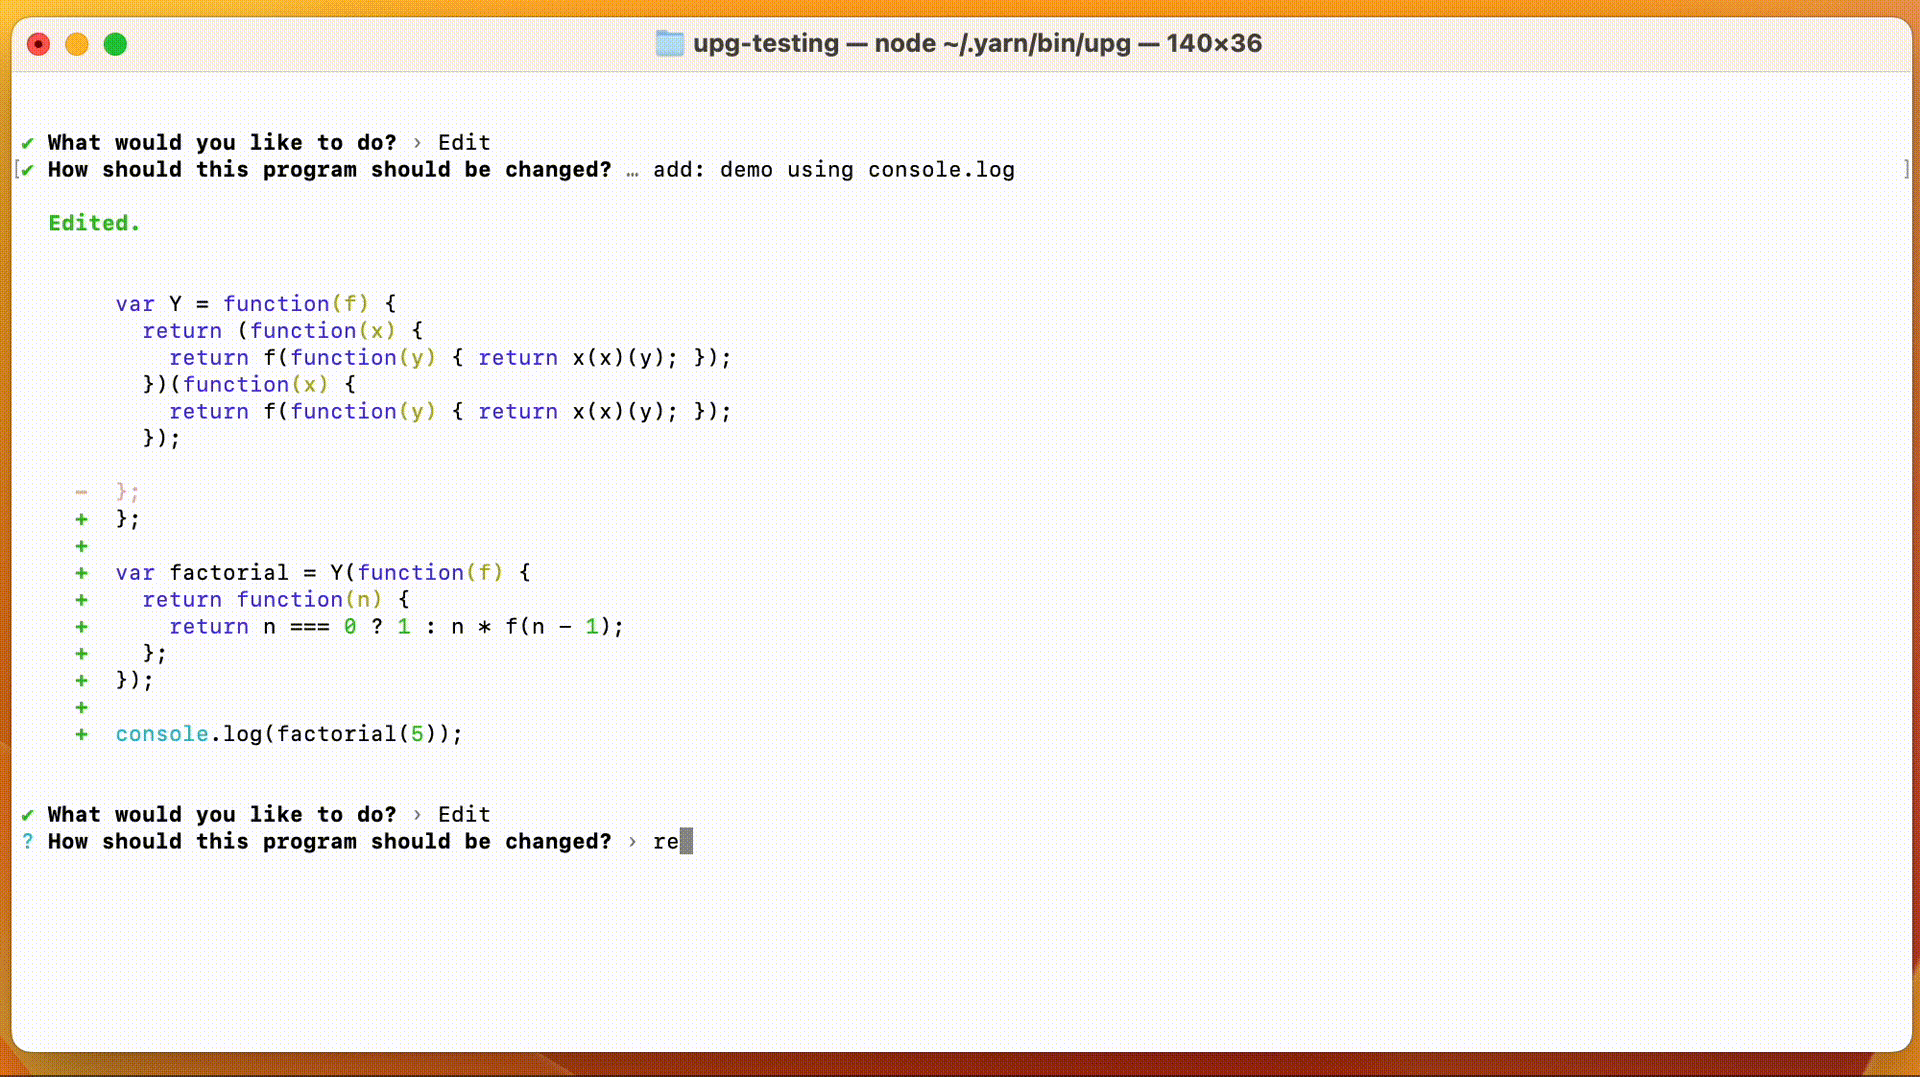 upg-testing — node ~/.yarn/bin/upg — 140×36
✔ What would you like to do? › Edit
[✔ How should this program should be changed? … add: demo using console.log ]
Edited.
var Y = function(f) {
  return (function(x) {
    return f(function(y) { return x(x)(y); });
  })(function(x) {
    return f(function(y) { return x(x)(y); });
  });
-  };
+  };
+
+  var factorial = Y(function(f) {
+    return function(n) {
+      return n === 0 ? 1 : n * f(n - 1);
+    };
+  });
+
+  console.log(factorial(5));
✔ What would you like to do? › Edit
? How should this program should be changed? › re